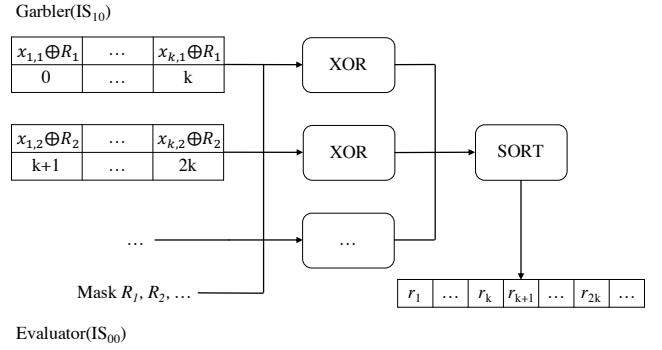 Garbler(IS₁₀)
x₁,₁⊕R₁ … xₖ,₁⊕R₁
0 … k
XOR
x₁,₂⊕R₂ … xₖ,₂⊕R₂
k+1 … 2k
XOR
SORT
…
…
Mask R₁, R₂, …
r₁ … rₖ rₖ₊₁ … r₂ₖ …
Evaluator(IS₀₀)